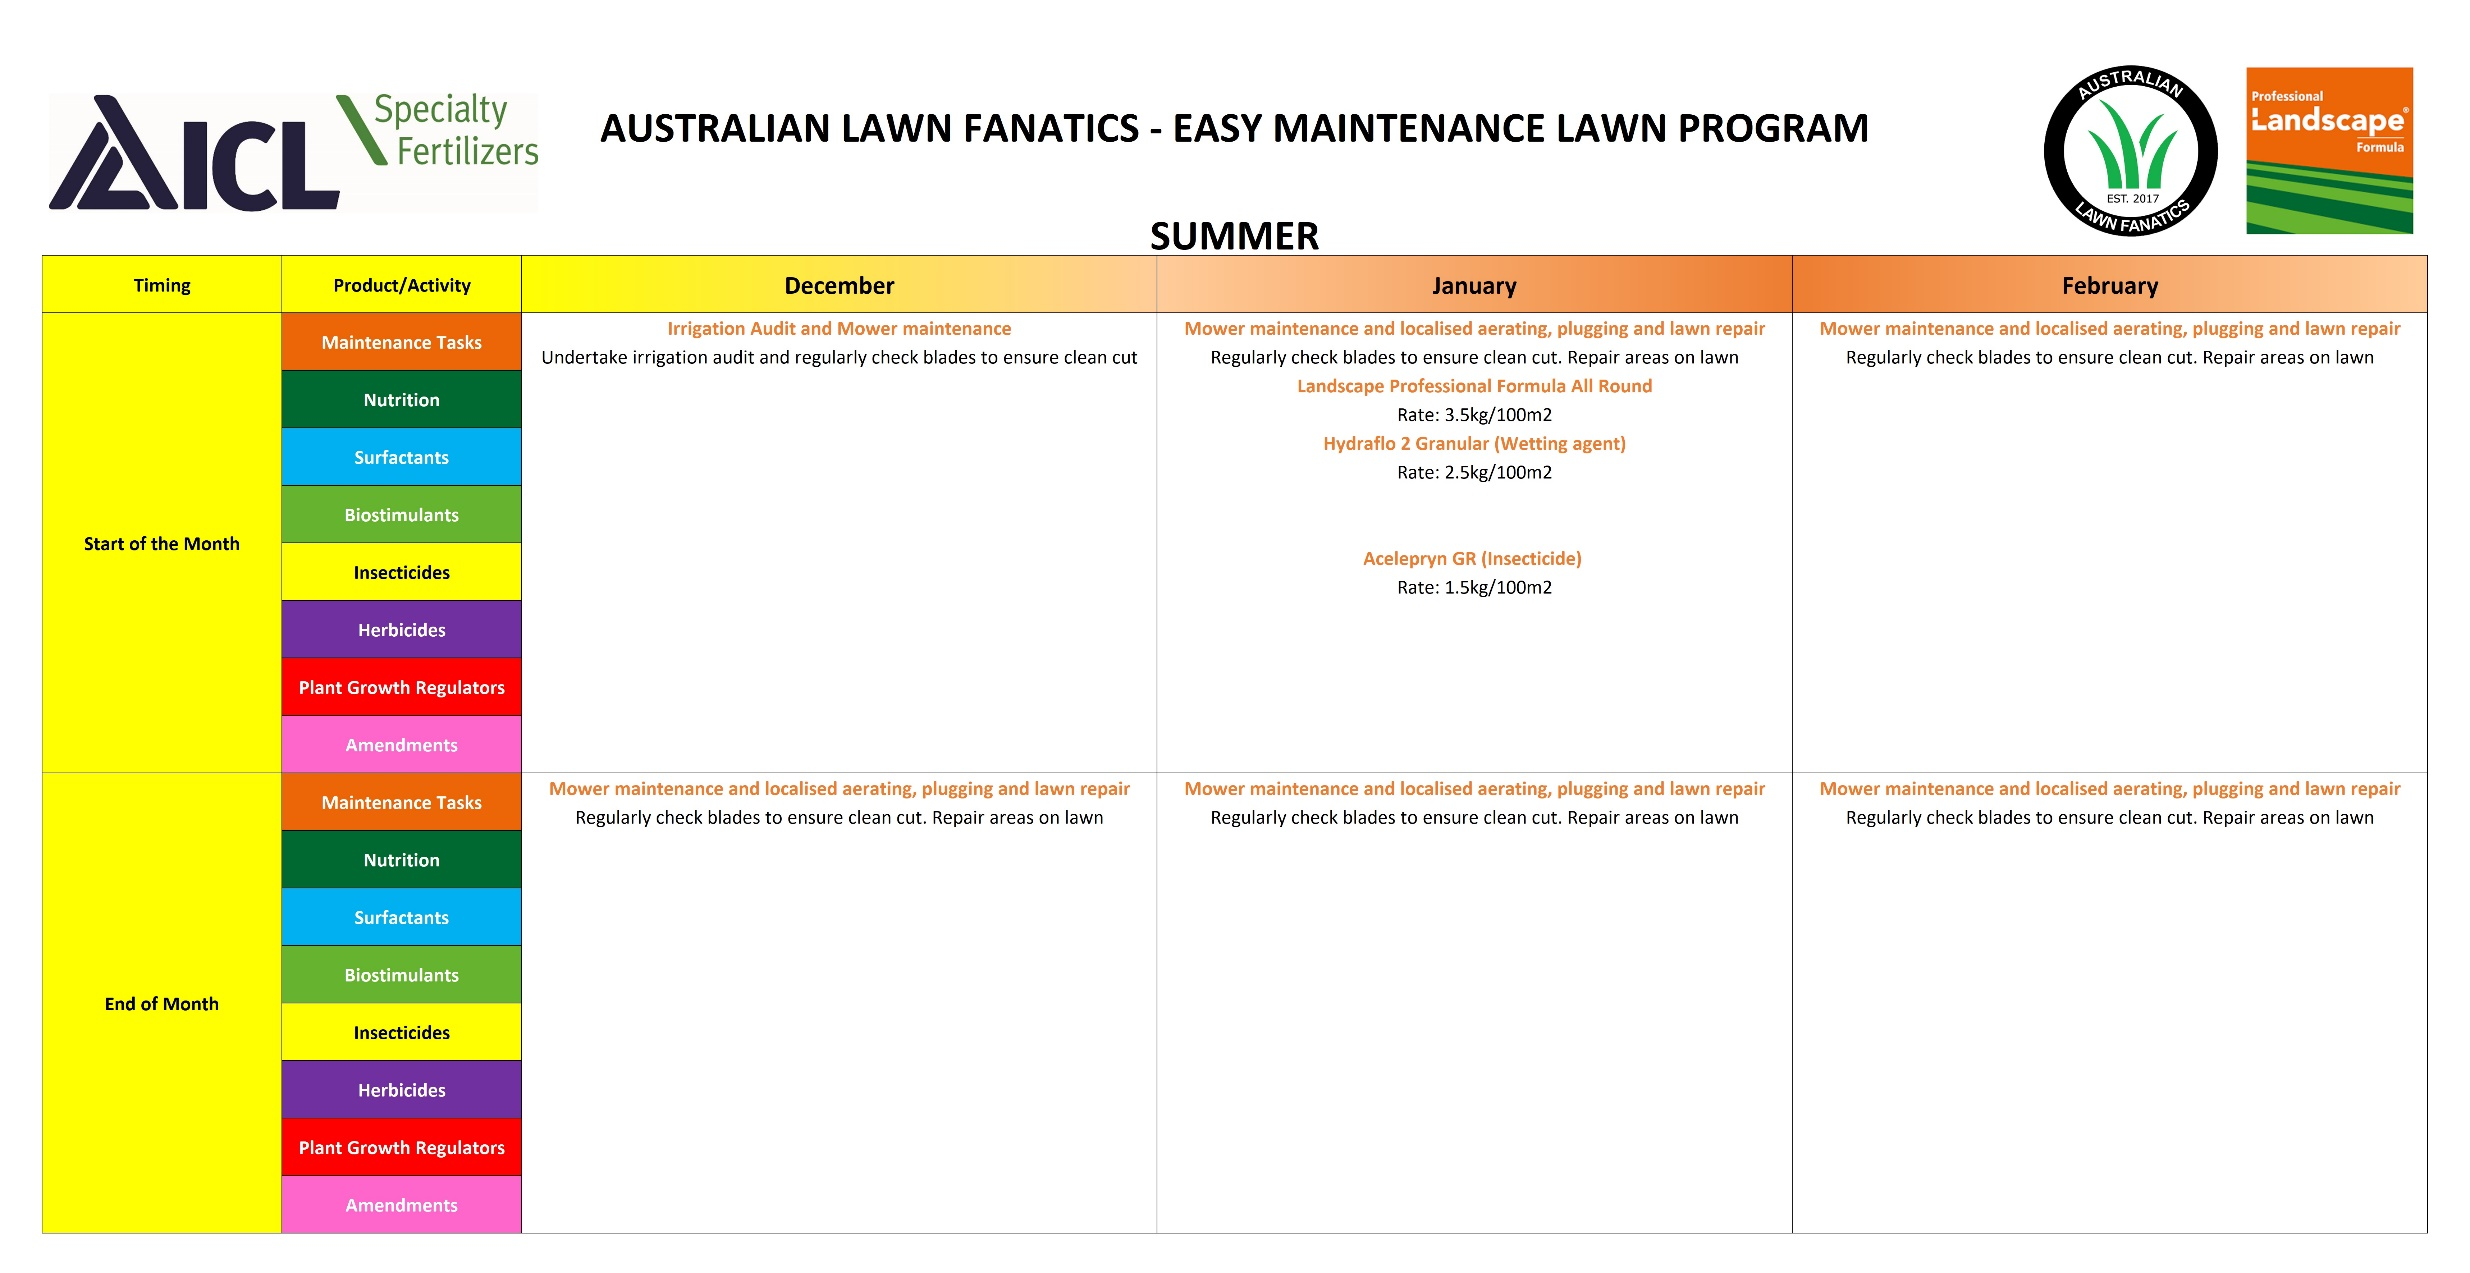 AICL
Specialty
Fertilizers
AUSTRALIAN LAWN FANATICS - EASY MAINTENANCE LAWN PROGRAM
AUSTRALIAN
EST. 2017
LAWN FANATICS
Professional
Landscape®
Formula
SUMMER
Timing
Product/Activity
December
January
February
Start of the Month
Maintenance Tasks
Irrigation Audit and Mower maintenance
Undertake irrigation audit and regularly check blades to ensure clean cut
Mower maintenance and localised aerating, plugging and lawn repair
Regularly check blades to ensure clean cut. Repair areas on lawn
Mower maintenance and localised aerating, plugging and lawn repair
Regularly check blades to ensure clean cut. Repair areas on lawn
Nutrition
Landscape Professional Formula All Round
Rate: 3.5kg/100m2
Surfactants
Hydraflo 2 Granular (Wetting agent)
Rate: 2.5kg/100m2
Biostimulants
Insecticides
Acelepryn GR (Insecticide)
Rate: 1.5kg/100m2
Herbicides
Plant Growth Regulators
Amendments
End of Month
Maintenance Tasks
Mower maintenance and localised aerating, plugging and lawn repair
Regularly check blades to ensure clean cut. Repair areas on lawn
Mower maintenance and localised aerating, plugging and lawn repair
Regularly check blades to ensure clean cut. Repair areas on lawn
Mower maintenance and localised aerating, plugging and lawn repair
Regularly check blades to ensure clean cut. Repair areas on lawn
Nutrition
Surfactants
Biostimulants
Insecticides
Herbicides
Plant Growth Regulators
Amendments